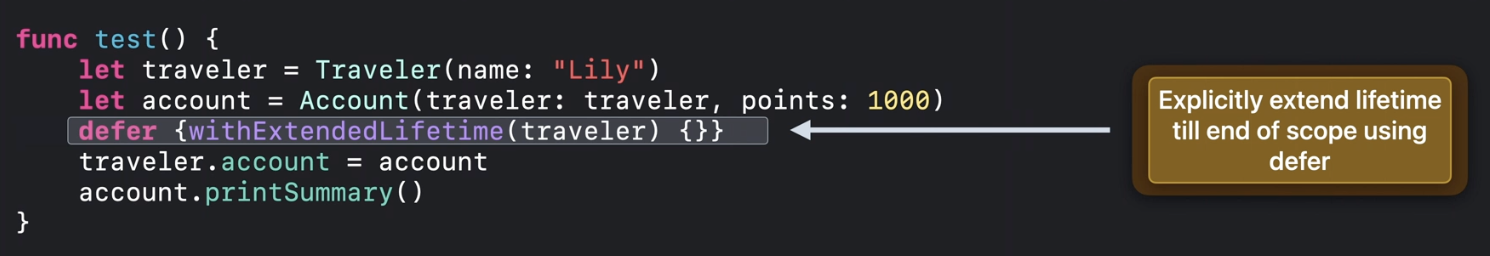 func test() {
    let traveler = Traveler(name: "Lily")
    let account = Account(traveler: traveler, points: 1000)
    defer {withExtendedLifetime(traveler) {}}
    traveler.account = account
    account.printSummary()
}
Explicitly extend lifetime
till end of scope using
defer